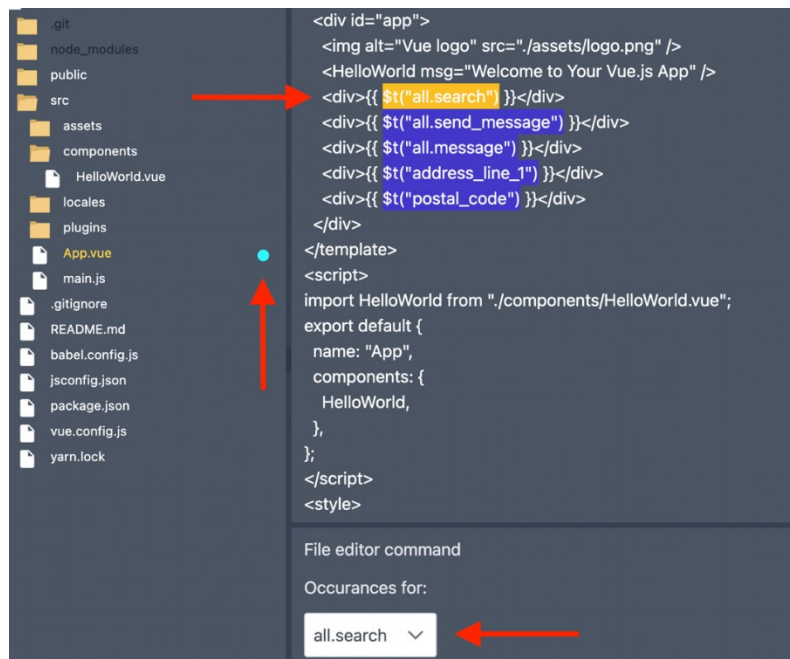 .git
node_modules
public
src
assets
components
HelloWorld.vue
locales
plugins
App.vue
main.js
.gitignore
README.md
babel.config.js
jsconfig.json
package.json
vue.config.js
yarn.lock
<div id="app">
<img alt="Vue logo" src="./assets/logo.png" />
<HelloWorld msg="Welcome to Your Vue.js App" />
<div>{{ $t("all.search") }}</div>
<div>{{ $t("all.send_message") }}</div>
<div>{{ $t("all.message") }}</div>
<div>{{ $t("address_line_1") }}</div>
<div>{{ $t("postal_code") }}</div>
</div>
</template>
<script>
import HelloWorld from "./components/HelloWorld.vue";
export default {
name: "App",
components: {
HelloWorld,
},
};
</script>
<style>
File editor command
Occurances for:
all.search